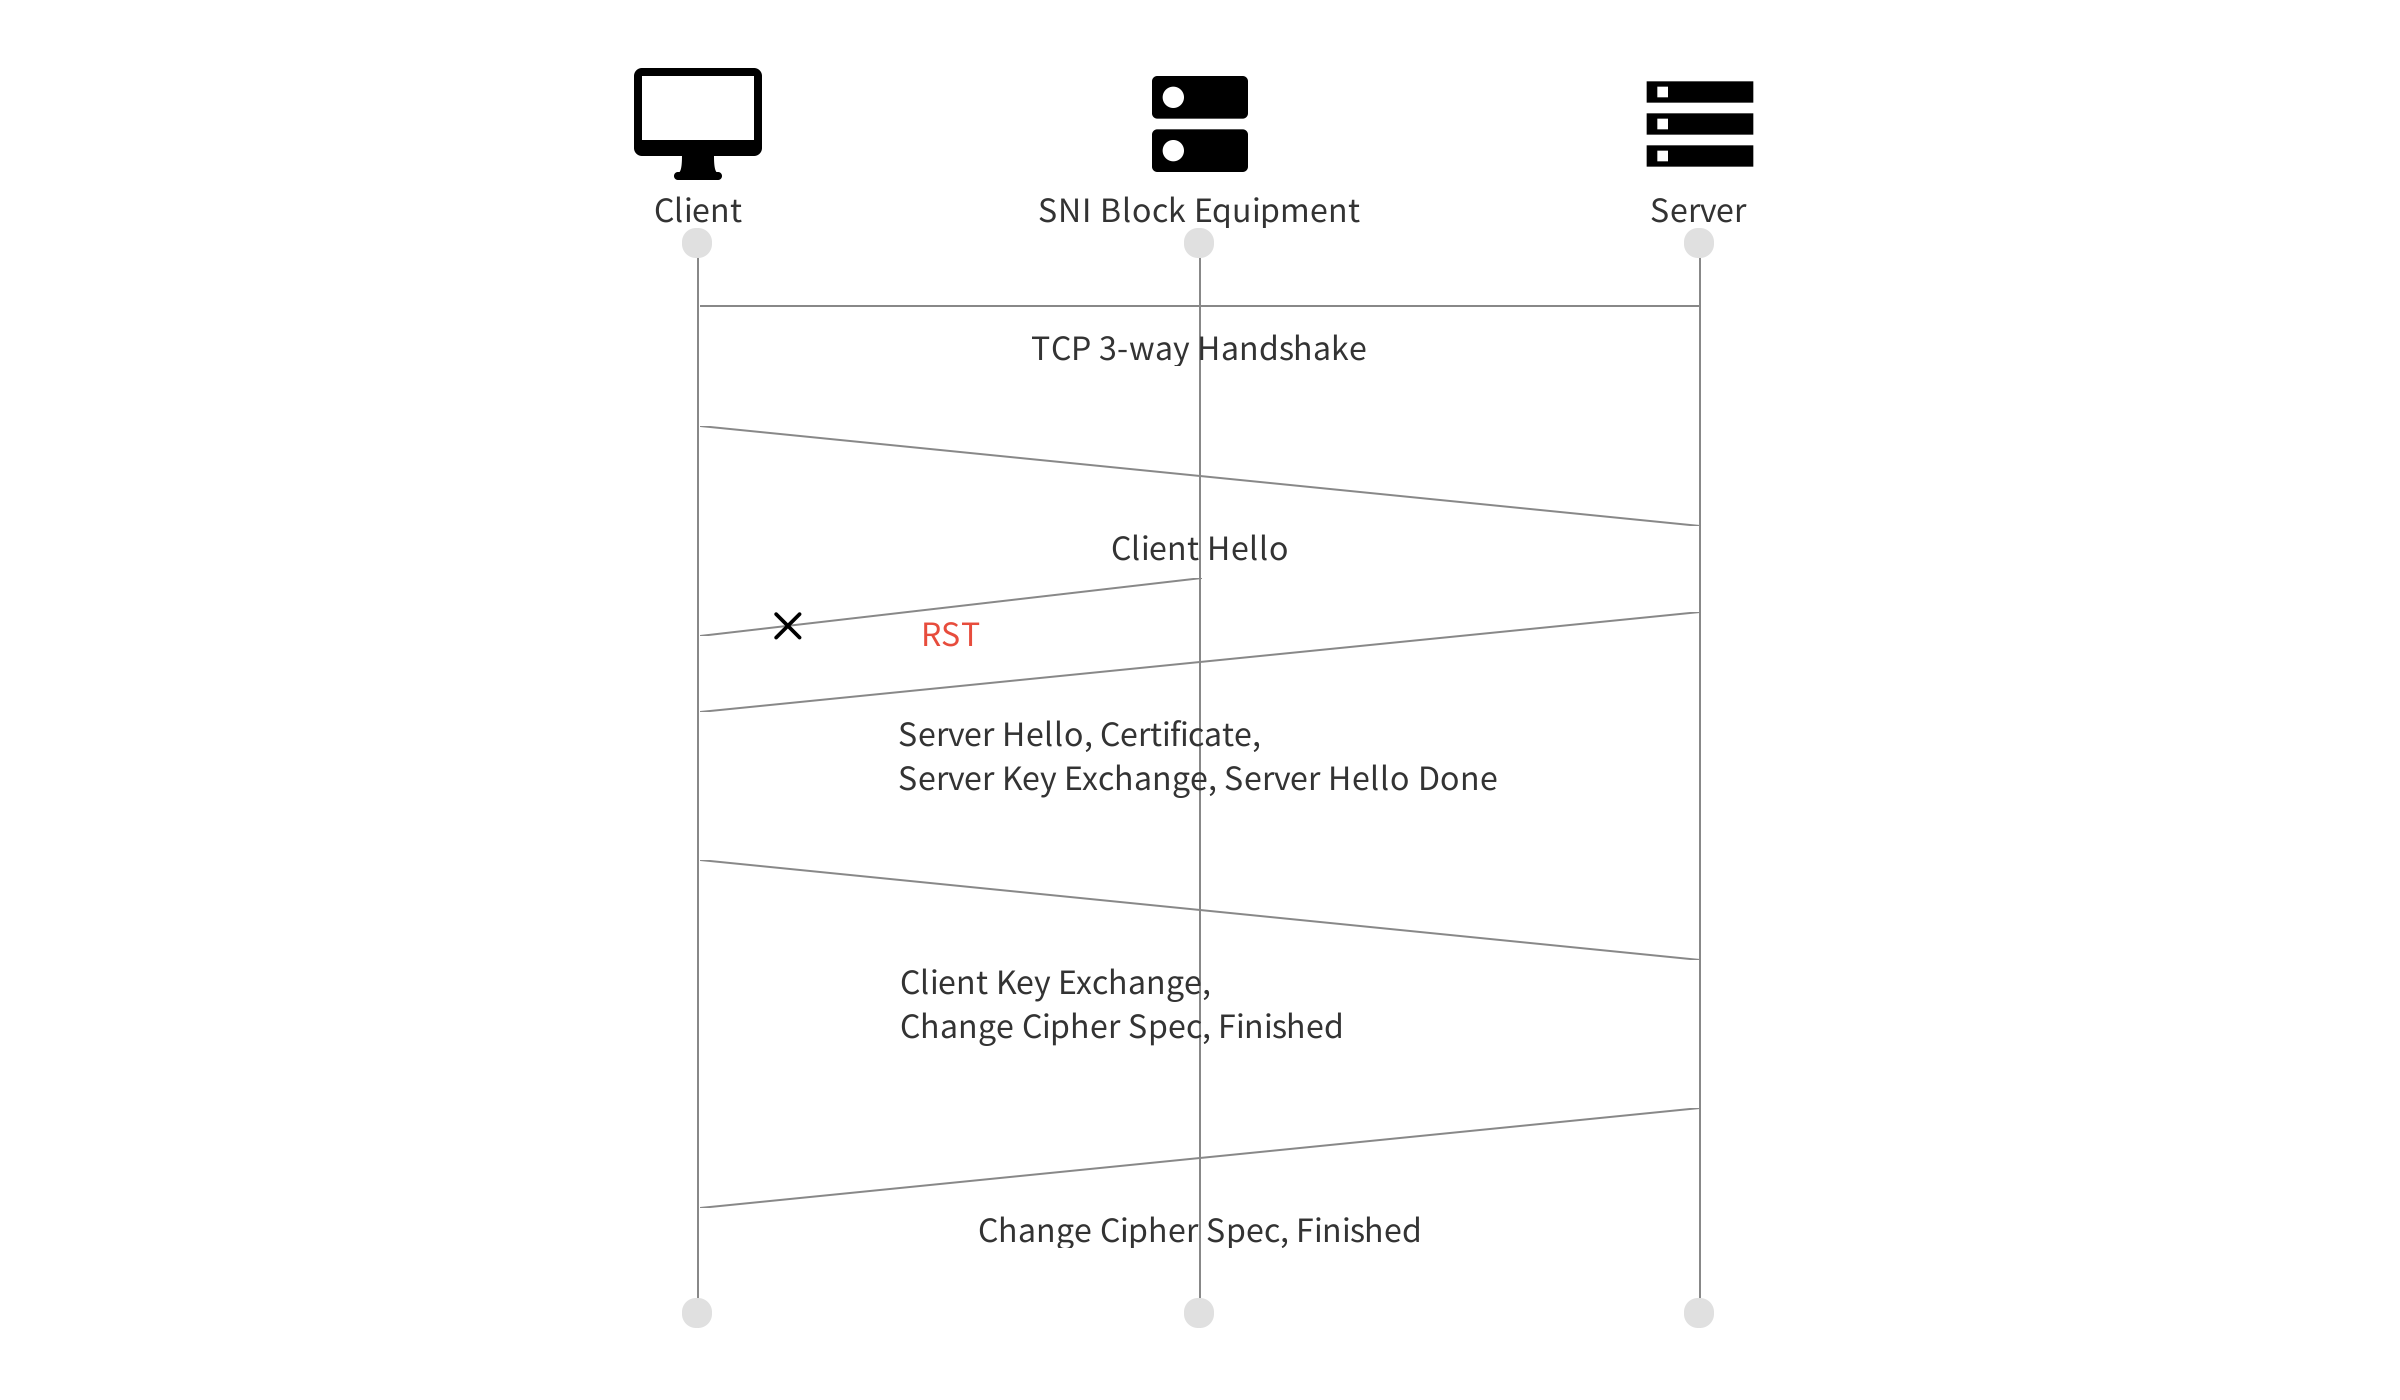 Client
SNI Block Equipment
Server
TCP 3-way Handshake
Client Hello
RST
Server Hello, Certificate,
Server Key Exchange, Server Hello Done
Client Key Exchange,
Change Cipher Spec, Finished
Change Cipher Spec, Finished